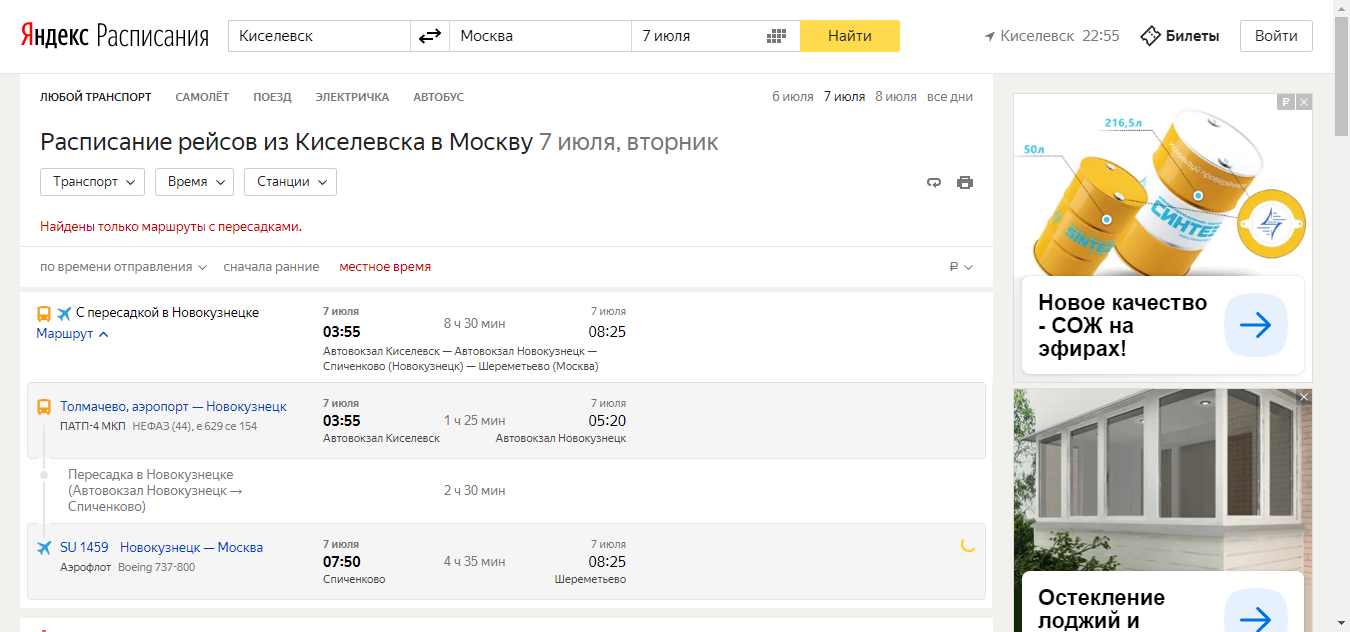 Яндекс Расписания
Киселевск
Москва
7 июля
Найти
Киселевск 22:55
Билеты
Войти
ЛЮБОЙ ТРАНСПОРТ САМОЛЁТ ПОЕЗД ЭЛЕКТРИЧКА АВТОБУС
6 июля 7 июля 8 июля все дни
Расписание рейсов из Киселевска в Москву 7 июля, вторник
Транспорт Время Станции
Найдены только маршруты с пересадками.
по времени отправления сначала ранние местное время
₽
С пересадкой в Новокузнецке
Маршрут
7 июля 7 июля
03:55 8 ч 30 мин 08:25
Автовокзал Киселевск — Автовокзал Новокузнецк —
Спиченково (Новокузнецк) — Шереметьево (Москва)
Толмачево, аэропорт — Новокузнецк
ПАТП-4 МКП НЕФАЗ (44), е 629 се 154
7 июля 7 июля
03:55 1 ч 25 мин 05:20
Автовокзал Киселевск Автовокзал Новокузнецк
Пересадка в Новокузнецке
(Автовокзал Новокузнецк →
Спиченково)
2 ч 30 мин
SU 1459 Новокузнецк — Москва
Аэрофлот Boeing 737-800
7 июля 7 июля
07:50 4 ч 35 мин 08:25
Спиченково Шереметьево
216,5л
50л
СИНТЕЗ
SINTEZ
Новое качество
- СОЖ на
эфирах!
Остекление
лоджий и